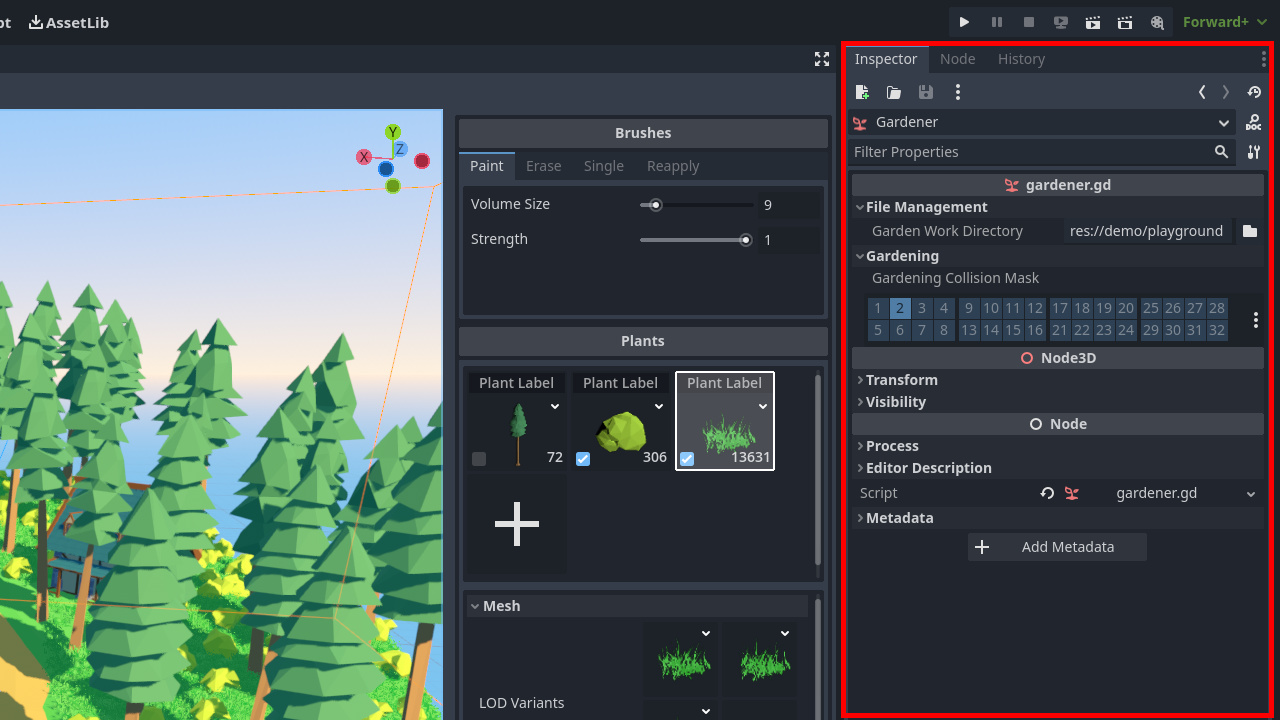 pt AssetLib
Forward+
Inspector Node History
Gardener
Filter Properties
gardener.gd
File Management
Garden Work Directory res://demo/playground
Gardening
Gardening Collision Mask
1 2 3 4 9 10 11 12 17 18 19 20 25 26 27 28
5 6 7 8 13 14 15 16 21 22 23 24 29 30 31 32
Node3D
Transform
Visibility
Node
Process
Editor Description
Script gardener.gd
Metadata
Add Metadata
Brushes
Paint Erase Single Reapply
Volume Size 9
Strength 1
Plants
Plant Label Plant Label Plant Label
72 306 13631
Mesh
LOD Variants
Y
X Z
DOC